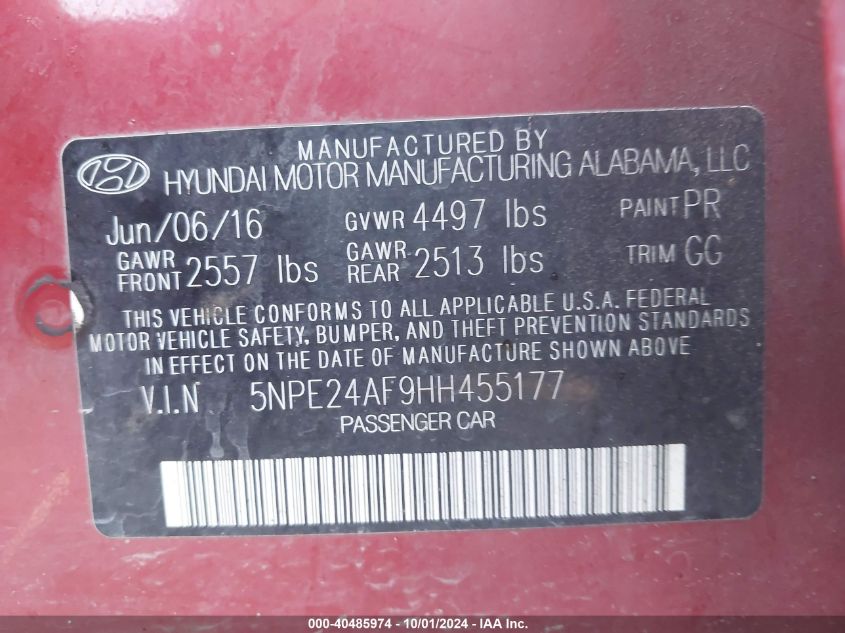 MANUFACTURED BY
HYUNDAI MOTOR MANUFACTURING ALABAMA, LLC
Jun/06/16 GVWR 4497 lbs PAINT PR
GAWR FRONT 2557 lbs GAWR REAR 2513 lbs TRIM GG
THIS VEHICLE CONFORMS TO ALL APPLICABLE U.S.A. FEDERAL
MOTOR VEHICLE SAFETY, BUMPER, AND THEFT PREVENTION STANDARDS
IN EFFECT ON THE DATE OF MANUFACTURE SHOWN ABOVE
V.I.N 5NPE24AF9HH455177
PASSENGER CAR
000-40485974 - 10/01/2024 - IAA Inc.